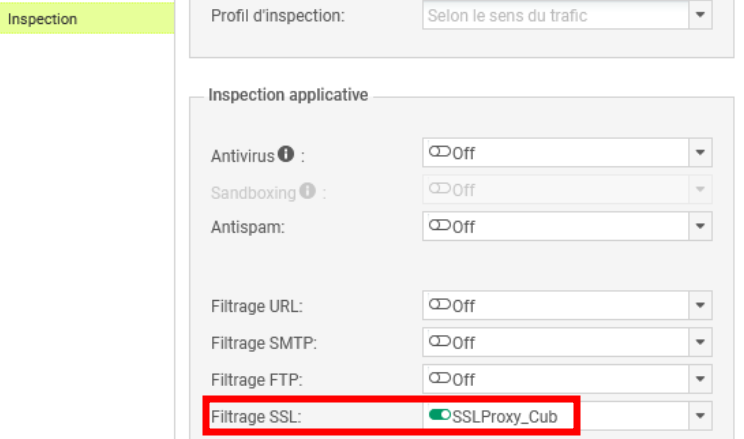 Inspection
Profil d'inspection: Selon le sens du trafic
Inspection applicative
Antivirus : Off
Sandboxing : Off
Antispam: Off
Filtrage URL: Off
Filtrage SMTP: Off
Filtrage FTP: Off
Filtrage SSL: SSLProxy_Cub